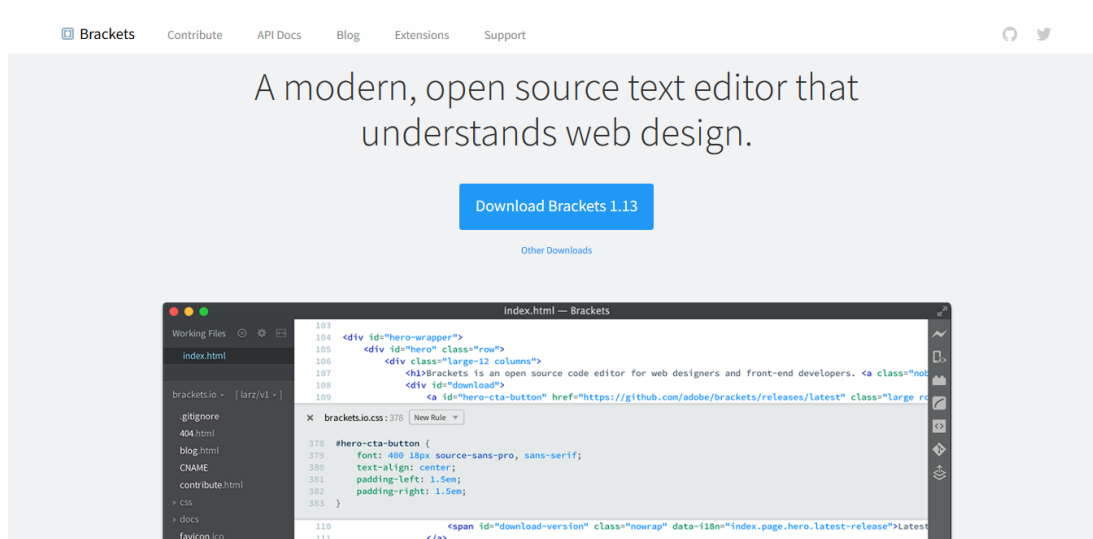 Brackets Contribute API Docs Blog Extensions Support
A modern, open source text editor that
understands web design.
Download Brackets 1.13
Other Downloads
index.html — Brackets
Working Files
index.html
brackets.io [ larz/v1 ]
.gitignore
404.html
blog.html
CNAME
contribute.html
css
docs
favicon.ico
103
104 <div id="hero-wrapper">
105 <div id="hero" class="row">
106 <div class="large-12 columns">
107 <h1>Brackets is an open source code editor for web designers and front-end developers. <a class="nob
108 <div id="download">
109 <a id="hero-cta-button" href="https://github.com/adobe/brackets/releases/latest" class="large ro
brackets.io.css : 378 New Rule
378 #hero-cta-button {
379 font: 400 18px source-sans-pro, sans-serif;
380 text-align: center;
381 padding-left: 1.5em;
382 padding-right: 1.5em;
383 }
110 <span id="download-version" class="nowrap" data-i18n="index.page.hero.latest-release">Latest
111 </a>